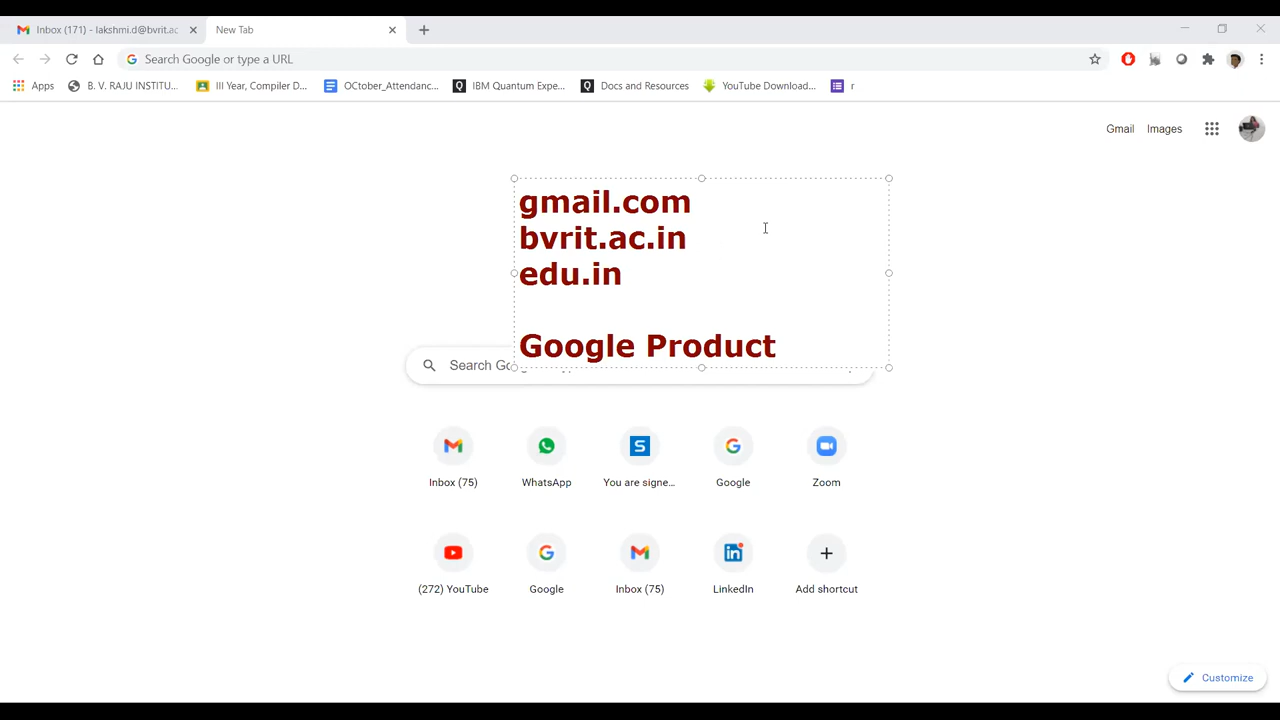 Inbox (171) - lakshmi.d@bvrit.ac
New Tab
Search Google or type a URL
Apps
B. V. RAJU INSTITU...
III Year, Compiler D...
OCtober_Attendanc...
IBM Quantum Expe...
Docs and Resources
YouTube Download...
r
Gmail Images
gmail.com
bvrit.ac.in
edu.in
Google Product
Search
Inbox (75)
WhatsApp
You are signe...
Google
Zoom
(272) YouTube
Google
Inbox (75)
LinkedIn
Add shortcut
Customize